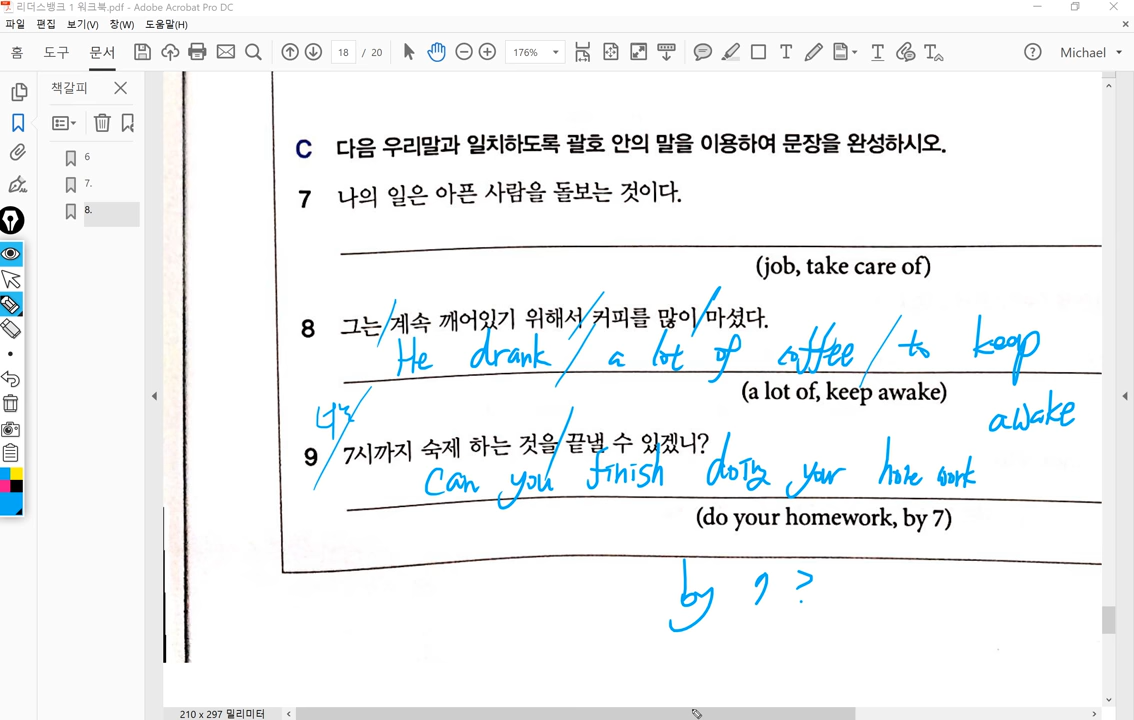 리더스뱅크 1 워크북.pdf - Adobe Acrobat Pro DC
파일 편집 보기(V) 창(W) 도움말(H)
홈 도구 문서 18 / 20 176% Michael
책갈피
6
7.
8.
C 다음 우리말과 일치하도록 괄호 안의 말을 이용하여 문장을 완성하시오.
7 나의 일은 아픈 사람을 돌보는 것이다.
(job, take care of)
8 그는 계속 깨어있기 위해서 커피를 많이 마셨다.
He drank a lot of coffee to keep
(a lot of, keep awake)
awake
9 7시까지 숙제 하는 것을 끝낼 수 있겠니?
can you finish doing your home work
(do your homework, by 7)
by 7 ?
210 x 297 밀리미터